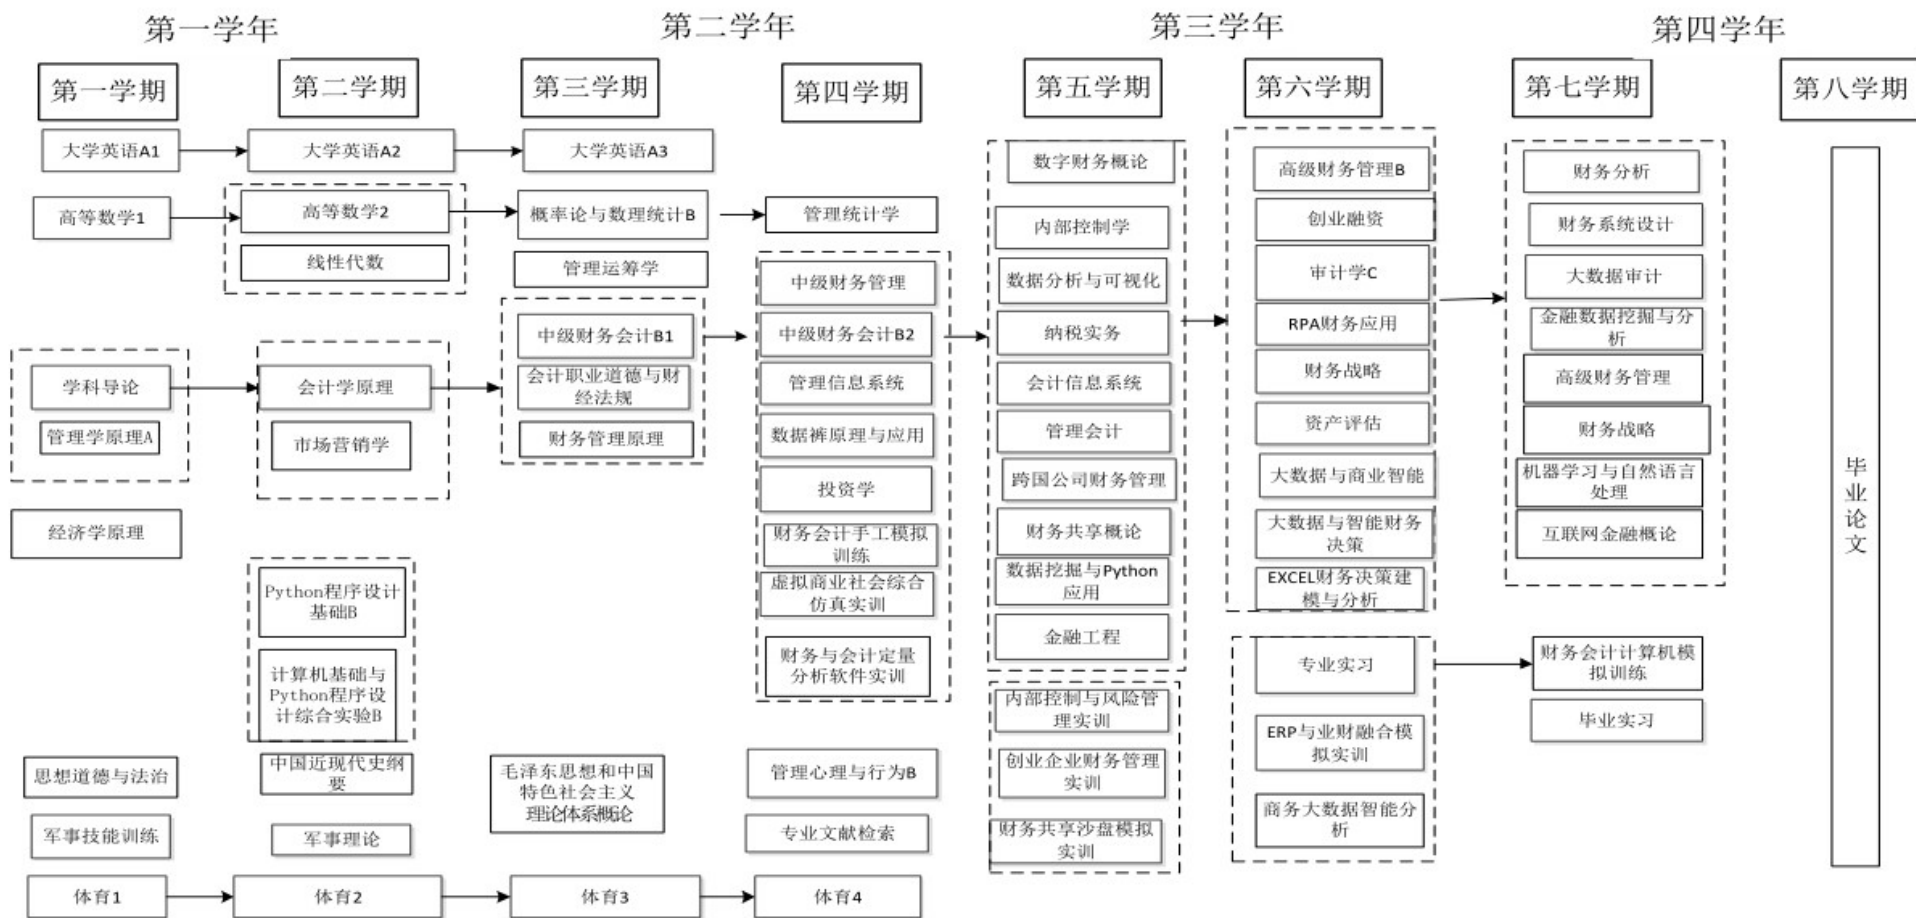 第一学年
第二学年
第三学年
第四学年
第一学期
第二学期
第三学期
第四学期
第五学期
第六学期
第七学期
第八学期
大学英语A1
高等数学1
学科导论
管理学原理A
经济学原理
思想道德与法治
军事技能训练
体育1
大学英语A2
高等数学2
线性代数
会计学原理
市场营销学
Python程序设计
基础B
计算机基础与
Python程序设
计综合实验B
中国近现代史纲
要
军事理论
体育2
大学英语A3
概率论与数理统计B
管理运筹学
中级财务会计B1
会计职业道德与财
经法规
财务管理原理
毛泽东思想和中国
特色社会主义
理论体系概论
体育3
管理统计学
中级财务管理
中级财务会计B2
管理信息系统
数据裤原理与应用
投资学
财务会计手工模拟
训练
虚拟商业社会综合
仿真实训
财务与会计定量
分析软件实训
管理心理与行为B
专业文献检索
体育4
数字财务概论
内部控制学
数据分析与可视化
纳税实务
会计信息系统
管理会计
跨国公司财务管理
财务共享概论
数据挖掘与Python
应用
金融工程
内部控制与风险管
理实训
创业企业财务管理
实训
财务共享沙盘模拟
实训
高级财务管理B
创业融资
审计学C
RPA财务应用
财务战略
资产评估
大数据与商业智能
大数据与智能财务
决策
EXCEL财务决策建
模与分析
专业实习
ERP与业财融合模
拟实训
商务大数据智能分
析
财务分析
财务系统设计
大数据审计
金融数据挖掘与分
析
高级财务管理
财务战略
机器学习与自然语言
处理
互联网金融概论
财务会计计算机模
拟训练
毕业实习
毕业论文